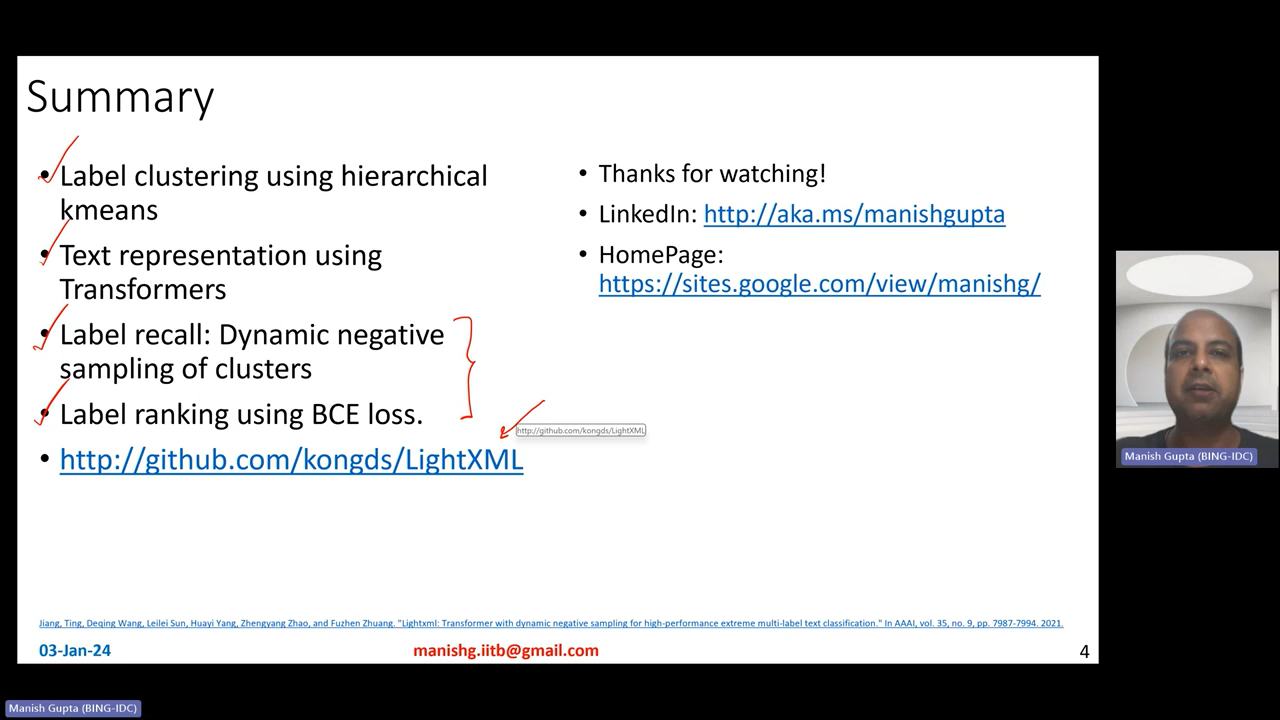 Summary
• Label clustering using hierarchical
kmeans
• Text representation using
Transformers
• Label recall: Dynamic negative
sampling of clusters
• Label ranking using BCE loss.
• http://github.com/kongds/LightXML
http://github.com/kongds/LightXML
• Thanks for watching!
• LinkedIn: http://aka.ms/manishgupta
• HomePage:
https://sites.google.com/view/manishg/
Jiang, Ting, Deqing Wang, Leilei Sun, Huayi Yang, Zhengyang Zhao, and Fuzhen Zhuang. "Lightxml: Transformer with dynamic negative sampling for high-performance extreme multi-label text classification." In AAAI, vol. 35, no. 9, pp. 7987-7994. 2021.
03-Jan-24
manishg.iitb@gmail.com
4
Manish Gupta (BING-IDC)
Manish Gupta (BING-IDC)